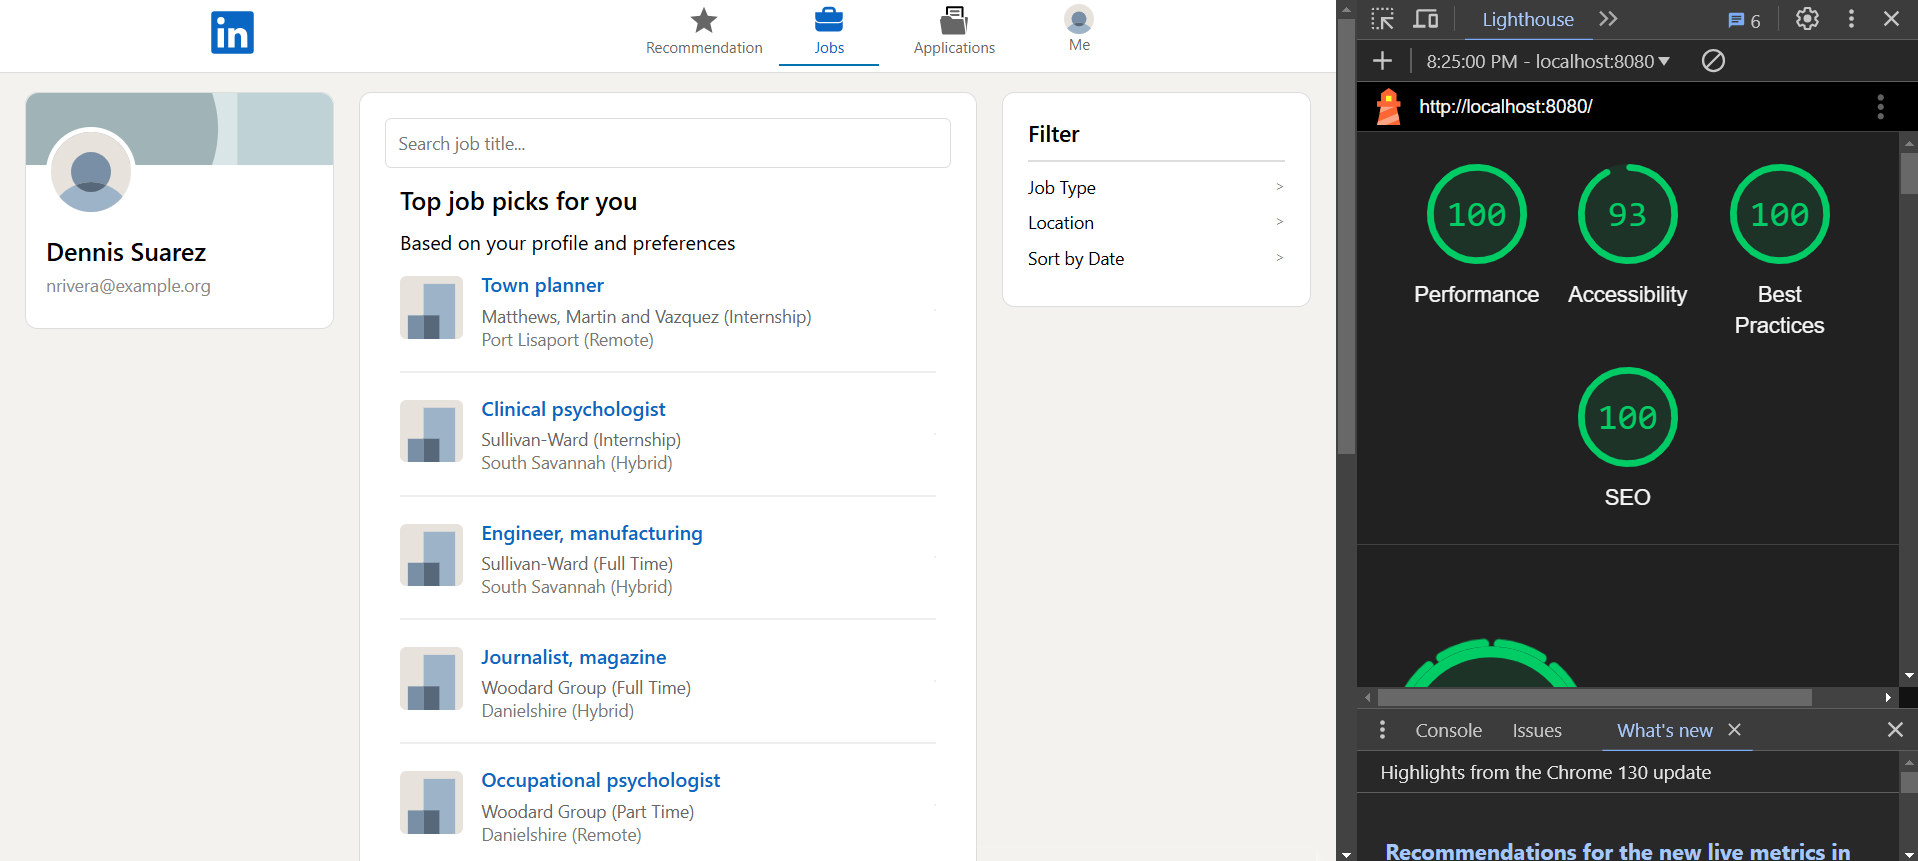 in
Recommendation
Jobs
Applications
Me
Dennis Suarez
nrivera@example.org
Search job title...
Top job picks for you
Based on your profile and preferences
Town planner
Matthews, Martin and Vazquez (Internship)
Port Lisaport (Remote)
Clinical psychologist
Sullivan-Ward (Internship)
South Savannah (Hybrid)
Engineer, manufacturing
Sullivan-Ward (Full Time)
South Savannah (Hybrid)
Journalist, magazine
Woodard Group (Full Time)
Danielshire (Hybrid)
Occupational psychologist
Woodard Group (Part Time)
Danielshire (Remote)
Filter
Job Type >
Location >
Sort by Date >
Lighthouse
6
8:25:00 PM - localhost:8080
http://localhost:8080/
100
Performance
93
Accessibility
100
Best
Practices
100
SEO
Console
Issues
What's new
Highlights from the Chrome 130 update
Recommendations for the new live metrics in